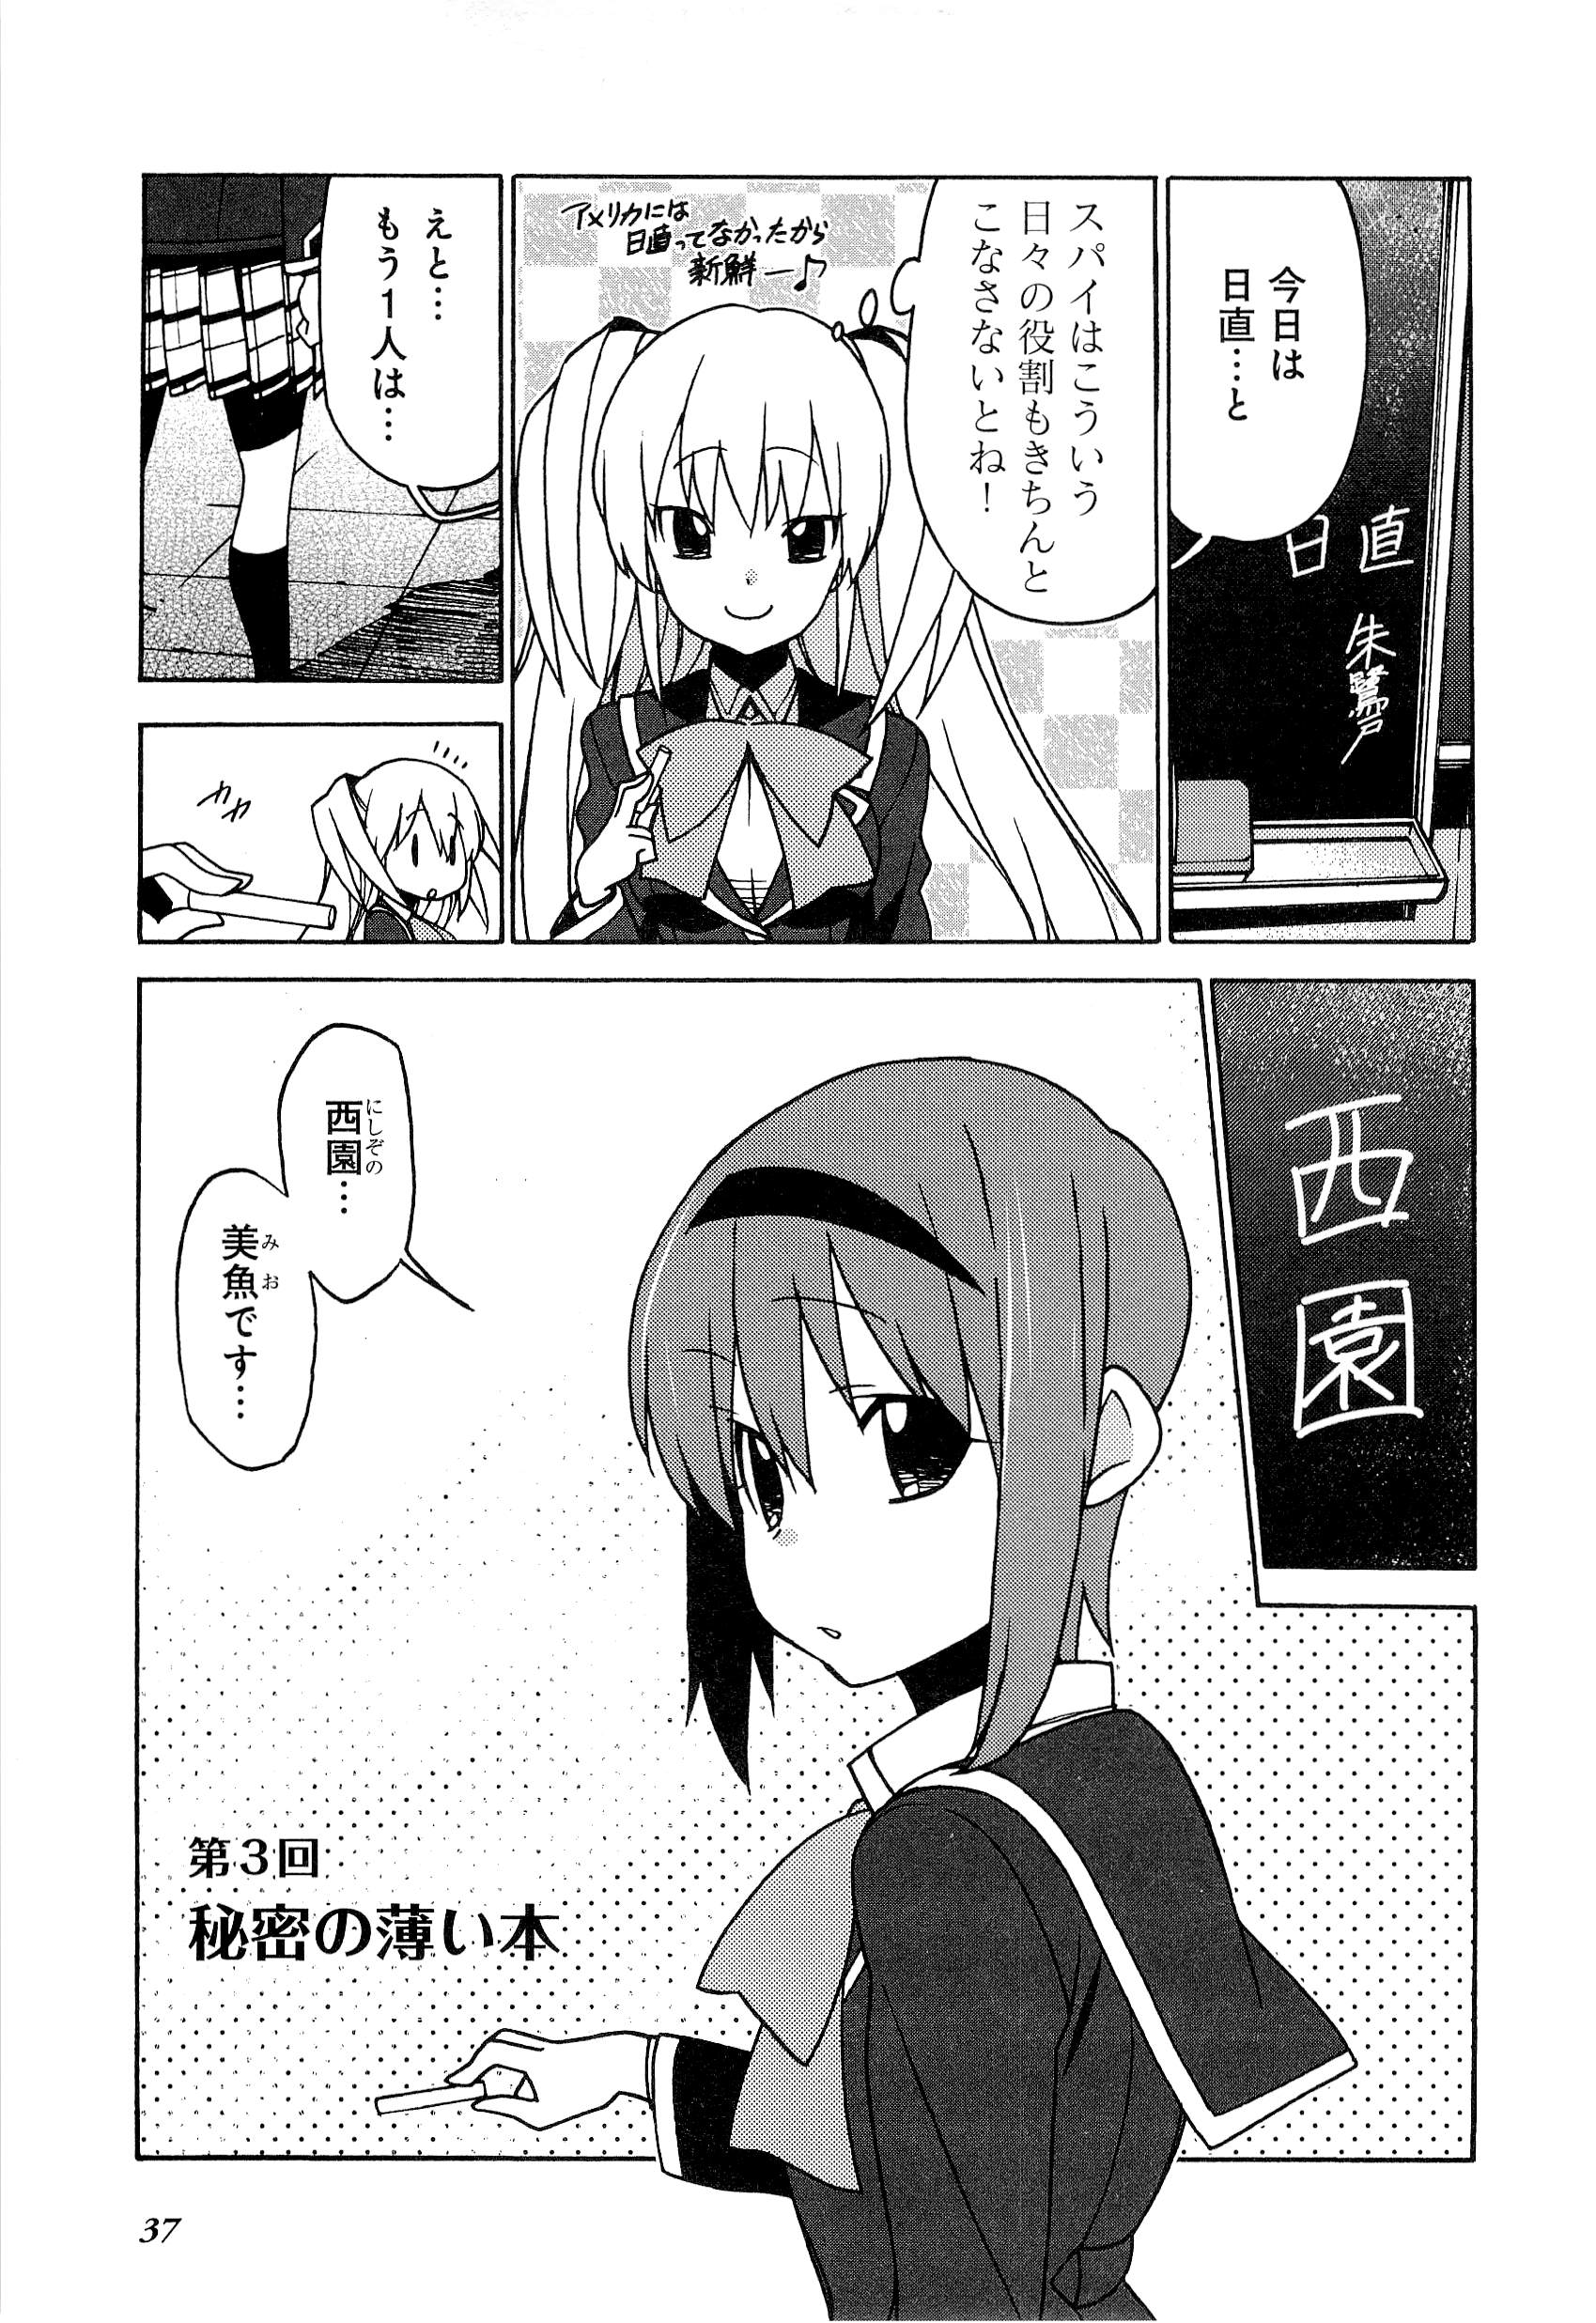 今日は
日直…と
日直
朱鷺戸
スパイはこういう
日々の役割もきちんと
こなさないとね！
アメリカには
日直ってなかったから
新鮮ー♪
えと…
もう1人は…
カカ
西園
西園…
にしぞの
美魚です…
みお
第3回
秘密の薄い本
37